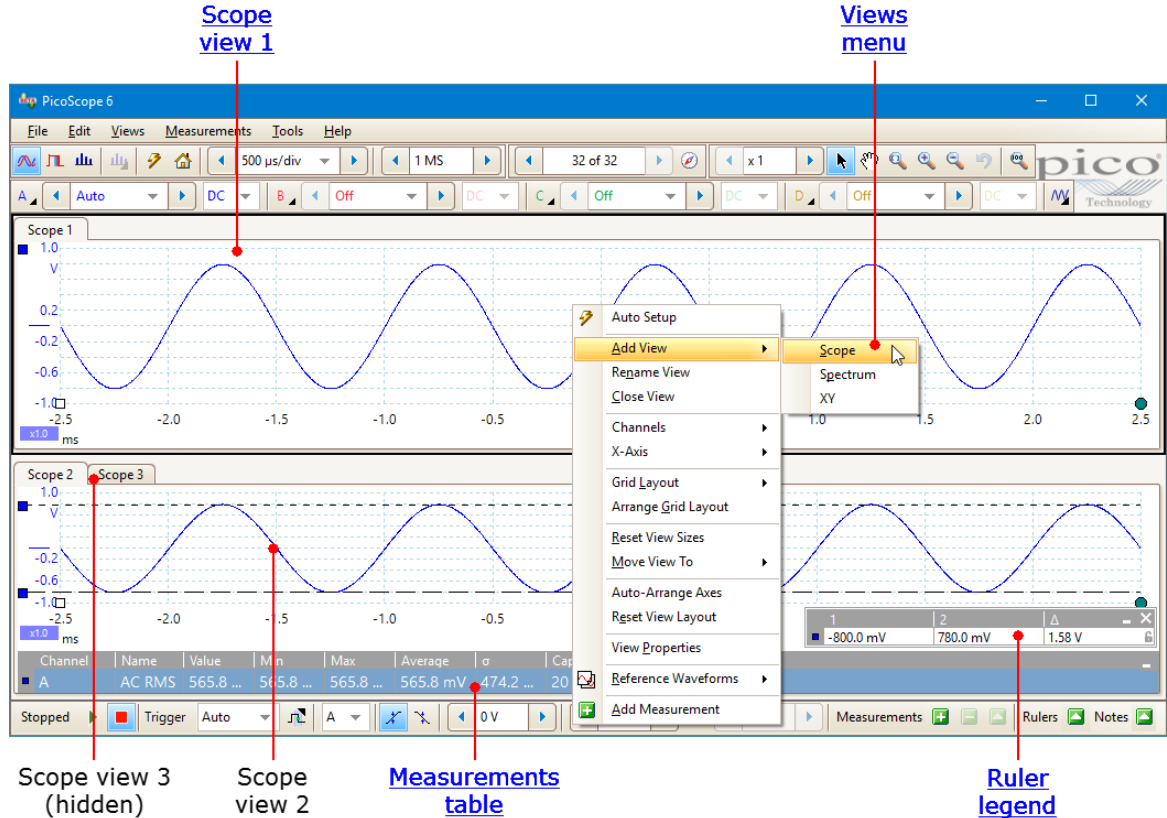 Scope
view 1
Views
menu
PicoScope 6
File Edit Views Measurements Tools Help
500 µs/div 1 MS 32 of 32 x 1
pico
Technology
A Auto DC B Off DC C Off DC D Off DC
Scope 1
1.0
V
0.2
-0.2
-0.6
-1.0
-2.5 -2.0 -1.5 -1.0 -0.5 1.0 1.5 2.0 2.5
x1.0 ms
Auto Setup
Add View
Rename View
Close View
Channels
X-Axis
Grid Layout
Arrange Grid Layout
Reset View Sizes
Move View To
Auto-Arrange Axes
Reset View Layout
View Properties
Reference Waveforms
Add Measurement
Scope
Spectrum
XY
Scope 2 Scope 3
1.0
V
-0.2
-0.6
-1.0
-2.5 -2.0 -1.5 -1.0 -0.5
x1.0 ms
1 2 Δ
-800.0 mV 780.0 mV 1.58 V
Channel Name Value Min Max Average σ Cap
A AC RMS 565.8 ... 565.8 ... 565.8 ... 565.8 mV 474.2 ... 20
Stopped Trigger Auto A 0 V Measurements Rulers Notes
Scope view 3
(hidden)
Scope
view 2
Measurements
table
Ruler
legend